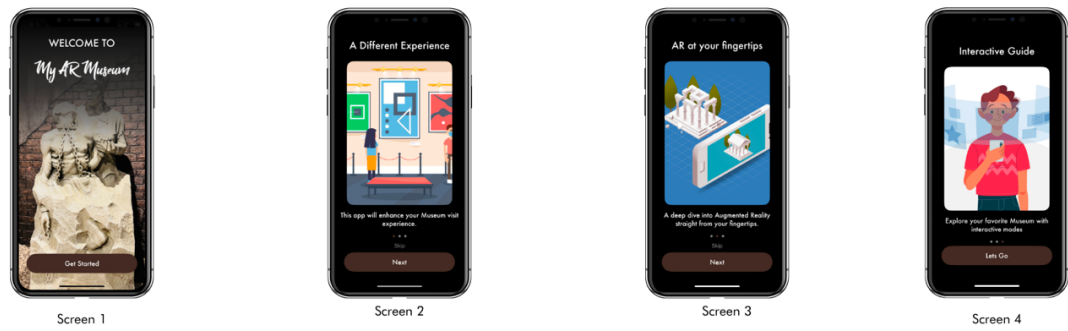 WELCOME TO
My AR Museum
Get Started
Screen 1
A Different Experience
This app will enhance your Museum visit
experience.
Skip
Next
Screen 2
AR at your fingertips
A deep dive into Augmented Reality
straight from your fingertips.
Skip
Next
Screen 3
Interactive Guide
Explore your favorite Museum with
interactive modes
Lets Go
Screen 4